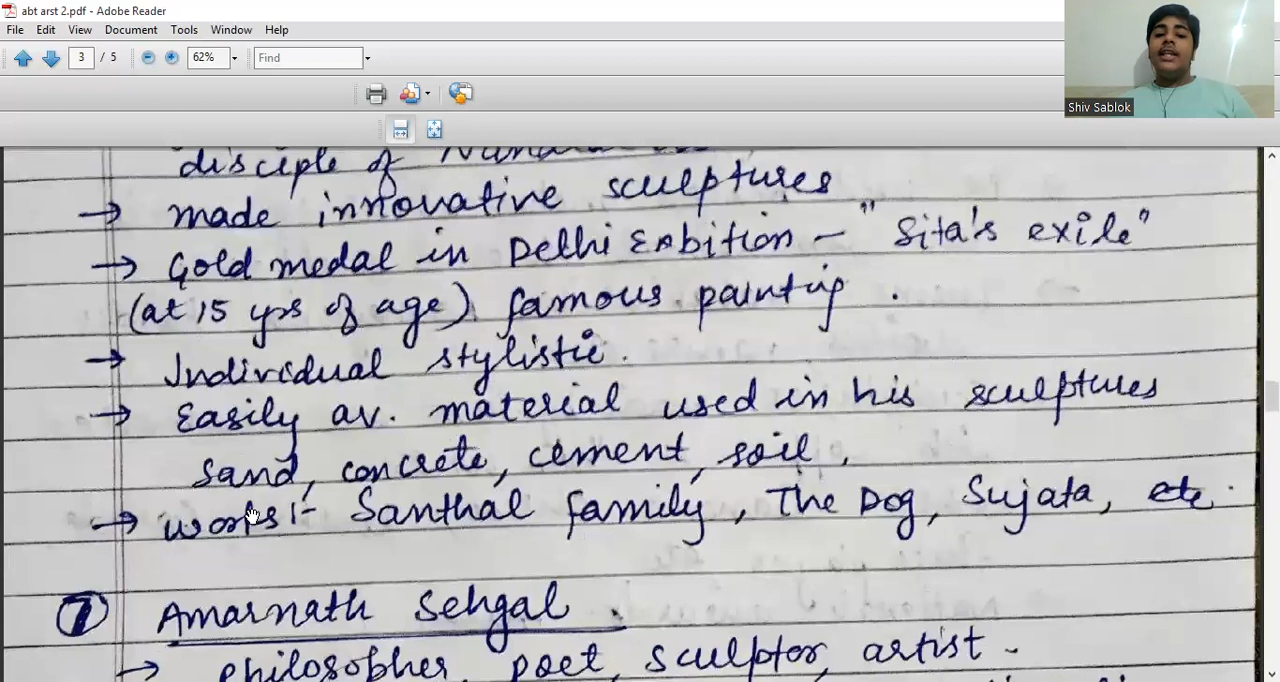 abt arst 2.pdf - Adobe Reader
File Edit View Document Tools Window Help
3 / 5 62% Find
Shiv Sablok
disciple of
→ made innovative sculptures
→ Gold medal in Delhi Exbition - "Sita's exile"
(at 15 yrs of age) famous painting.
→ Individual stylistic.
→ Easily av. material used in his sculptures
sand, concrete, cement, soil,
→ works:- Santhal family, The Dog, Sujata, etc.
7 Amarnath Sehgal.
→ philosopher, poet, sculptor, artist.